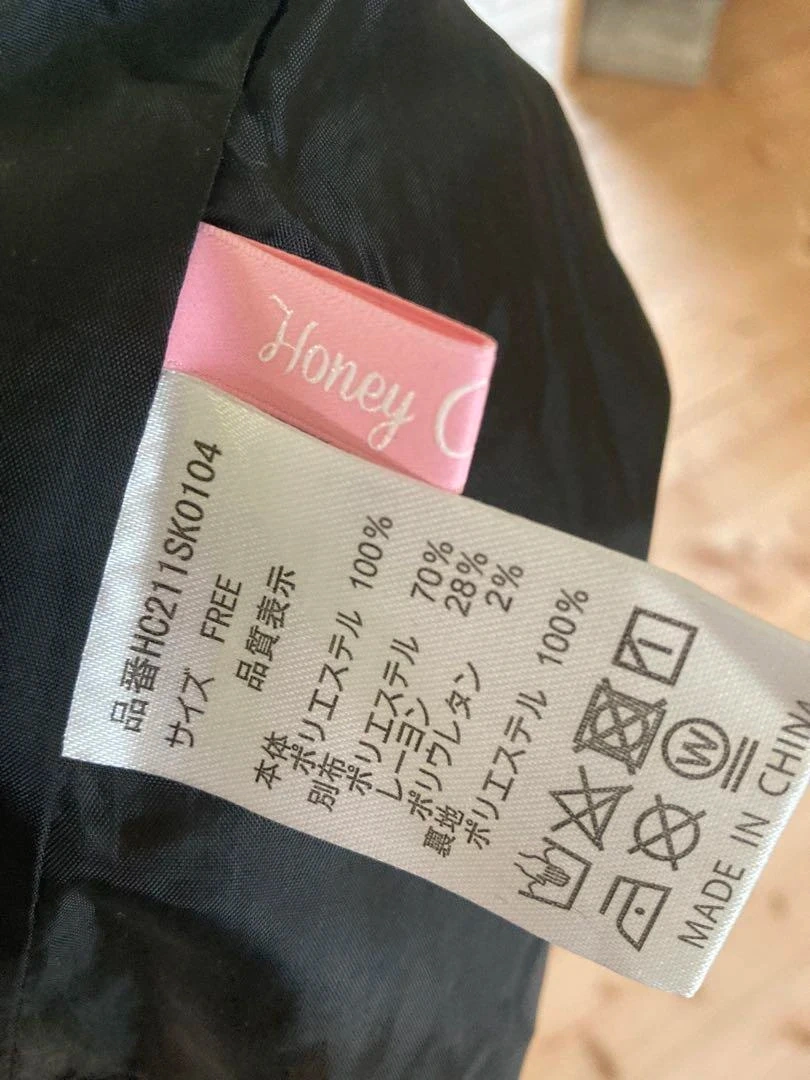 Honey
品番HC211SK0104
サイズ FREE
品質表示
本体
ポリエステル 100%
別布
ポリエステル 70%
レーヨン 28%
ポリウレタン 2%
裏地
ポリエステル 100%
W
MADE IN CHINA